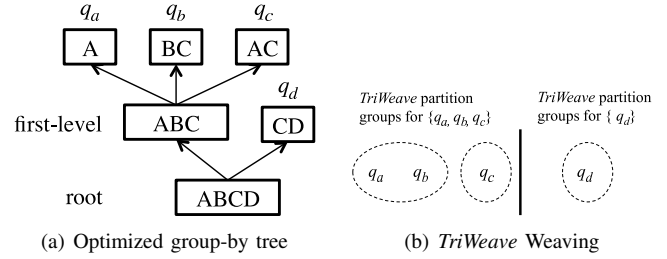 q_a q_b q_c
A BC AC
q_d
first-level ABC CD
root ABCD
(a) Optimized group-by tree
TriWeave partition
groups for {q_a, q_b, q_c}
q_a q_b q_c
TriWeave partition
groups for { q_d}
q_d
(b) TriWeave Weaving